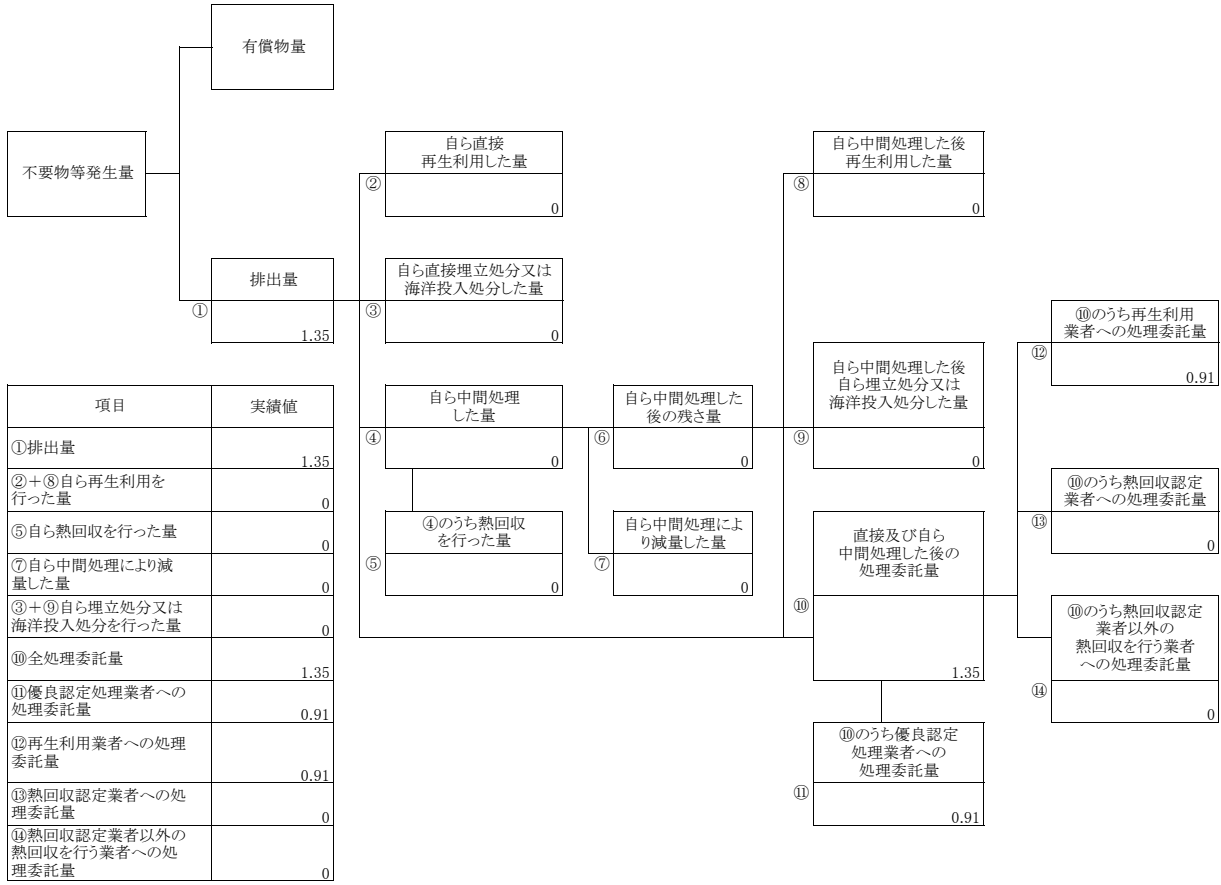 有償物量
不要物等発生量
自ら直接
再生利用した量
②
0
自ら中間処理した後
再生利用した量
⑧
0
排出量
①
1.35
自ら直接埋立処分又は
海洋投入処分した量
③
0
⑩のうち再生利用
業者への処理委託量
⑫
0.91
自ら中間処理した後
自ら埋立処分又は
海洋投入処分した量
⑨
0
自ら中間処理
した量
④
0
自ら中間処理した
後の残さ量
⑥
0
⑩のうち熱回収認定
業者への処理委託量
⑬
0
④のうち熱回収
を行った量
⑤
0
自ら中間処理によ
り減量した量
⑦
0
直接及び自ら
中間処理した後の
処理委託量
⑩
1.35
⑩のうち熱回収認定
業者以外の
熱回収を行う業者
への処理委託量
⑭
0
⑩のうち優良認定
処理業者への
処理委託量
⑪
0.91
項目 実績値
①排出量
1.35
②+⑧自ら再生利用を
行った量
0
⑤自ら熱回収を行った量
0
⑦自ら中間処理により減
量した量
0
③+⑨自ら埋立処分又は
海洋投入処分を行った量
0
⑩全処理委託量
1.35
⑪優良認定処理業者への
処理委託量
0.91
⑫再生利用業者への処理
委託量
0.91
⑬熱回収認定業者への処
理委託量
0
⑭熱回収認定業者以外の
熱回収を行う業者への処
理委託量
0